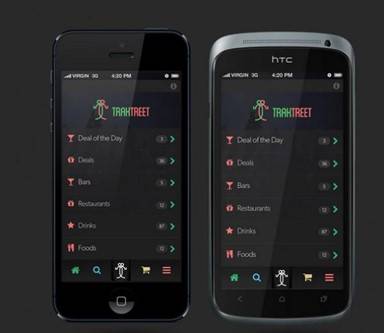 VIRGIN 3G 4:20 PM
TRAKTREET
Deal of the Day 3
Deals 36
Bars 5
Restaurants 12
Drinks 87
Foods 12
hTC
VIRGIN 3G 4:20 PM
TRAKTREET
Deal of the Day 3
Deals 36
Bars 5
Restaurants 12
Drinks 87
Foods 12